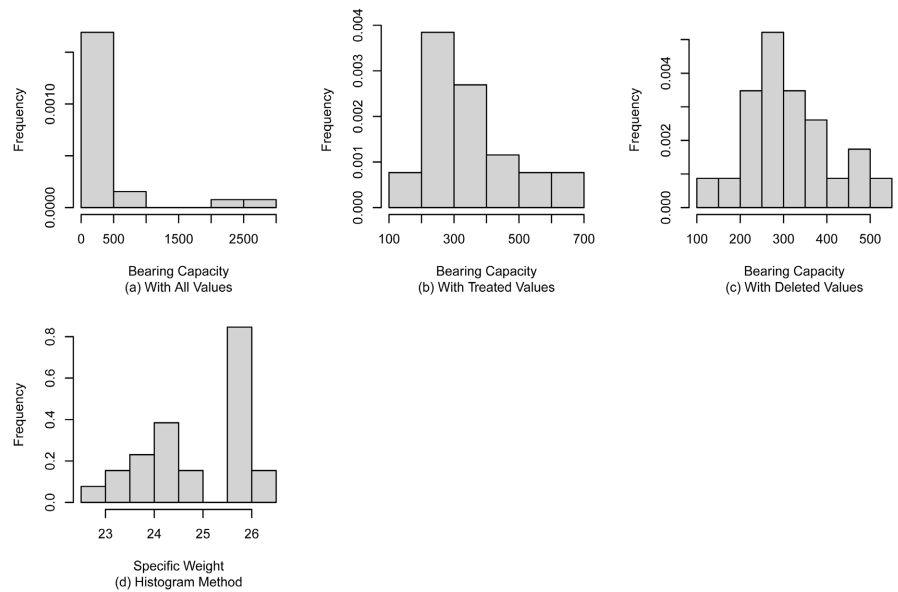 Frequency
0.0000
0.0010
0 500 1500 2500
Bearing Capacity
(a) With All Values
Frequency
0.000
0.001
0.002
0.003
0.004
100 300 500 700
Bearing Capacity
(b) With Treated Values
Frequency
0.000
0.002
0.004
100 200 300 400 500
Bearing Capacity
(c) With Deleted Values
Frequency
0.0
0.2
0.4
0.6
0.8
23 24 25 26
Specific Weight
(d) Histogram Method